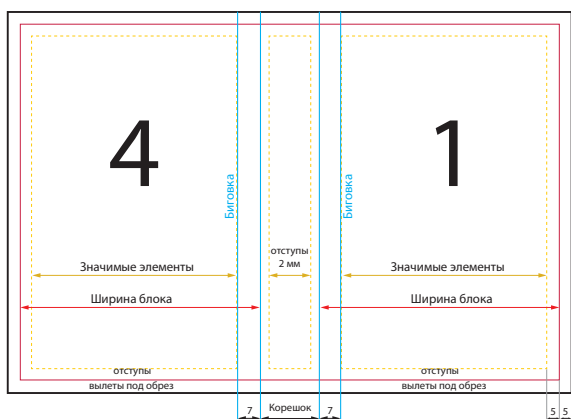 4
1
Биговка
Биговка
отступы
2 мм
Значимые элементы
Значимые элементы
Ширина блока
Ширина блока
отступы
отступы
вылеты под обрез
вылеты под обрез
7
Корешок
7
5
5